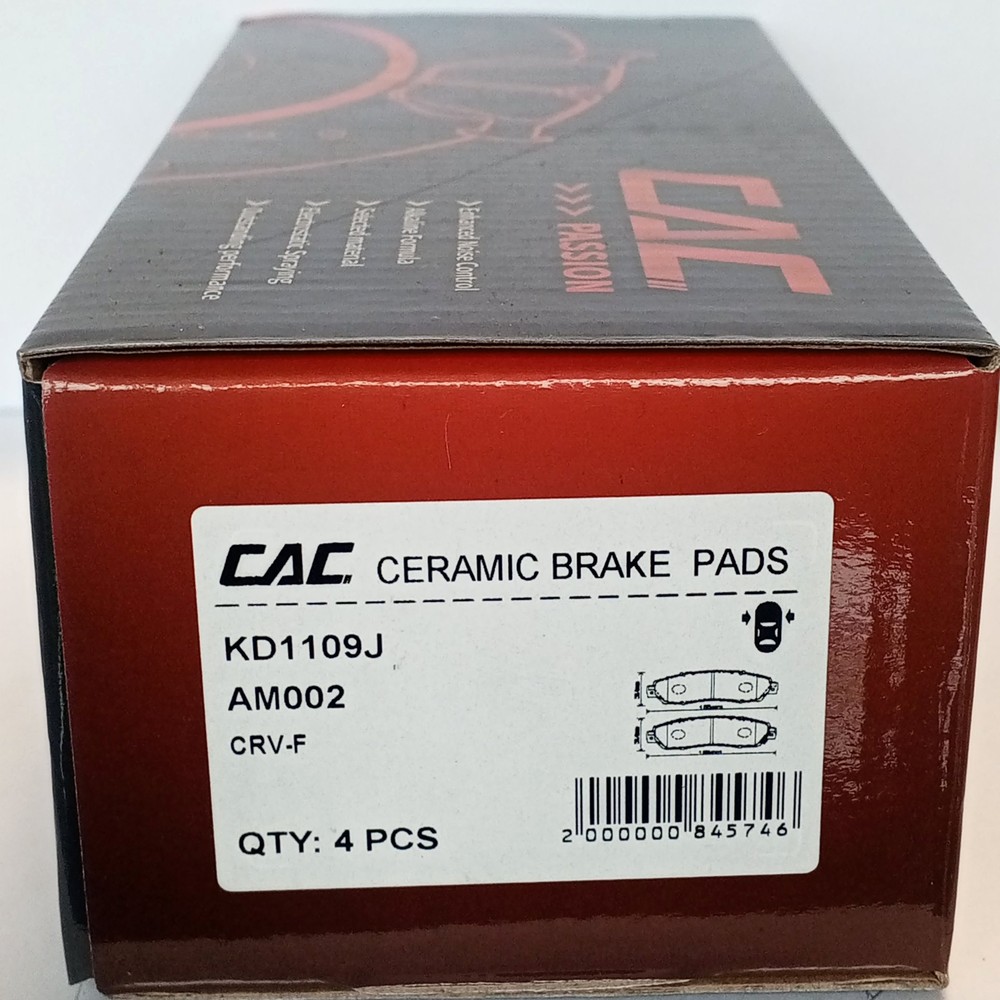 CAC
>>> PASSION
> Enhanced Noise Control
> Mature Formula
> Selected material
> Electrostatic Spraying
> Outstanding performance
CAC CERAMIC BRAKE PADS
KD1109J
AM002
CRV-F
QTY: 4 PCS
2 000000 845746